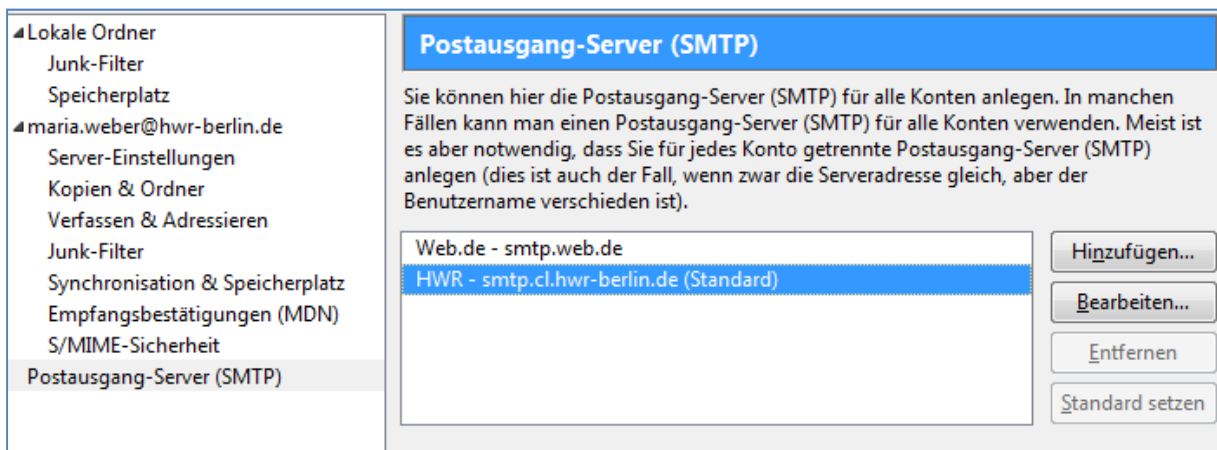 Lokale Ordner
Junk-Filter
Speicherplatz
maria.weber@hwr-berlin.de
Server-Einstellungen
Kopien & Ordner
Verfassen & Adressieren
Junk-Filter
Synchronisation & Speicherplatz
Empfangsbestätigungen (MDN)
S/MIME-Sicherheit
Postausgang-Server (SMTP)
Postausgang-Server (SMTP)
Sie können hier die Postausgang-Server (SMTP) für alle Konten anlegen. In manchen
Fällen kann man einen Postausgang-Server (SMTP) für alle Konten verwenden. Meist ist
es aber notwendig, dass Sie für jedes Konto getrennte Postausgang-Server (SMTP)
anlegen (dies ist auch der Fall, wenn zwar die Serveradresse gleich, aber der
Benutzername verschieden ist).
Web.de - smtp.web.de
HWR - smtp.cl.hwr-berlin.de (Standard)
Hinzufügen...
Bearbeiten...
Entfernen
Standard setzen